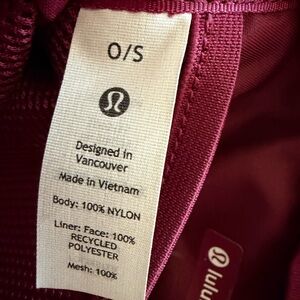 O/S
Designed in
Vancouver
Made in Vietnam
Body: 100% NYLON
Liner: Face: 100%
RECYCLED
POLYESTER
Mesh: 100%
lulu